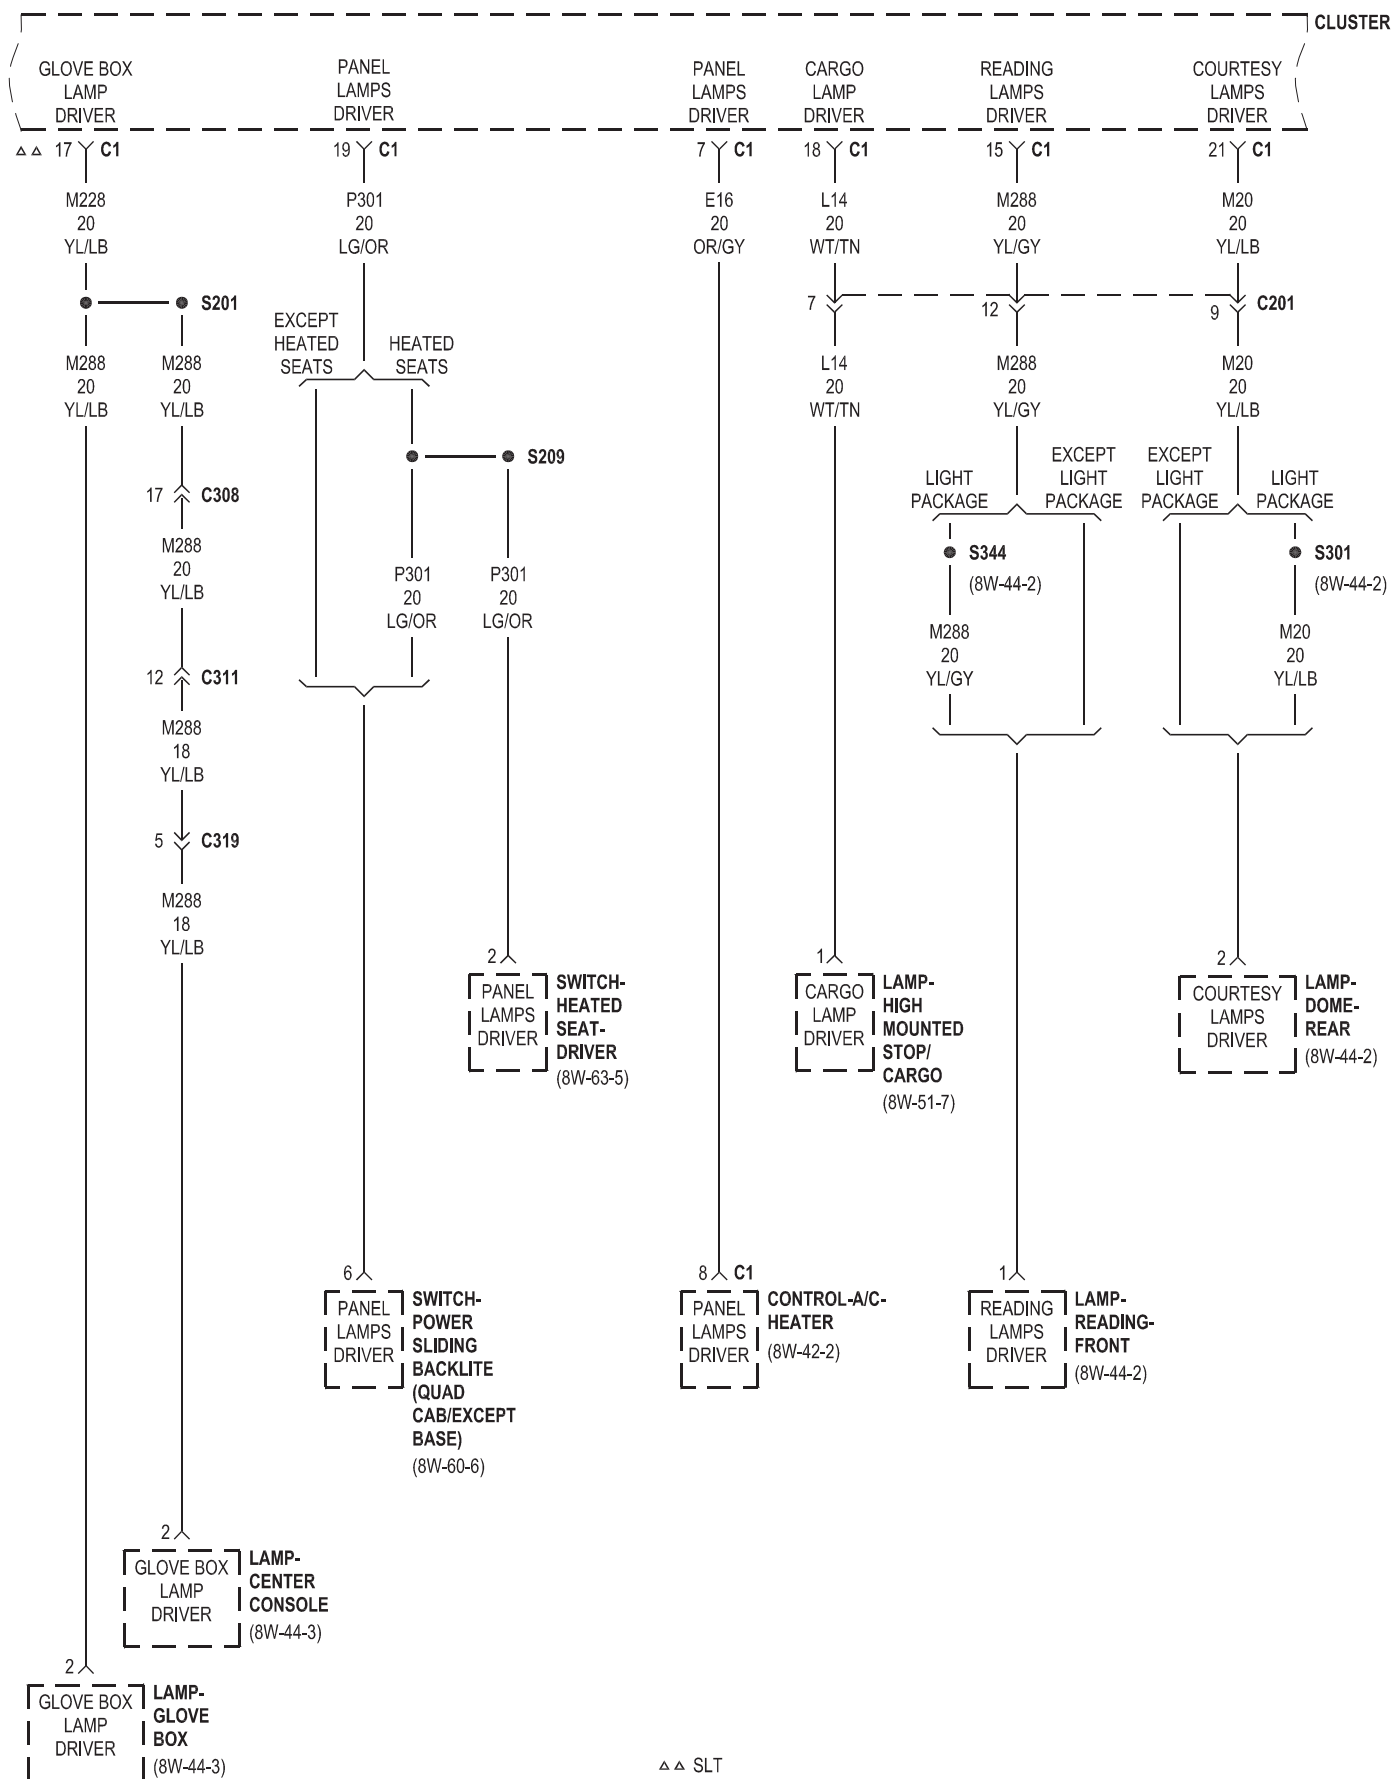 CLUSTER
GLOVE BOX
LAMP
DRIVER
PANEL
LAMPS
DRIVER
PANEL
LAMPS
DRIVER
CARGO
LAMP
DRIVER
READING
LAMPS
DRIVER
COURTESY
LAMPS
DRIVER
△ △ 17 C1
19 C1
7 C1
18 C1
15 C1
21 C1
M228
20
YL/LB
P301
20
LG/OR
E16
20
OR/GY
L14
20
WT/TN
M288
20
YL/GY
M20
20
YL/LB
S201
7
12
9
C201
EXCEPT
HEATED
SEATS
HEATED
SEATS
M288
20
YL/LB
M288
20
YL/LB
L14
20
WT/TN
M288
20
YL/GY
M20
20
YL/LB
S209
LIGHT
PACKAGE
EXCEPT
LIGHT
PACKAGE
EXCEPT
LIGHT
PACKAGE
LIGHT
PACKAGE
17 C308
M288
20
YL/LB
S344
(8W-44-2)
S301
(8W-44-2)
P301
20
LG/OR
P301
20
LG/OR
M288
20
YL/GY
M20
20
YL/LB
12 C311
M288
18
YL/LB
5 C319
M288
18
YL/LB
2
PANEL
LAMPS
DRIVER
SWITCH-
HEATED
SEAT-
DRIVER
(8W-63-5)
1
CARGO
LAMP
DRIVER
LAMP-
HIGH
MOUNTED
STOP/
CARGO
(8W-51-7)
2
COURTESY
LAMPS
DRIVER
LAMP-
DOME-
REAR
(8W-44-2)
6
PANEL
LAMPS
DRIVER
SWITCH-
POWER
SLIDING
BACKLITE
(QUAD
CAB/EXCEPT
BASE)
(8W-60-6)
8 C1
PANEL
LAMPS
DRIVER
CONTROL-A/C-
HEATER
(8W-42-2)
1
READING
LAMPS
DRIVER
LAMP-
READING-
FRONT
(8W-44-2)
2
GLOVE BOX
LAMP
DRIVER
LAMP-
CENTER
CONSOLE
(8W-44-3)
2
GLOVE BOX
LAMP
DRIVER
LAMP-
GLOVE
BOX
(8W-44-3)
△ △ SLT